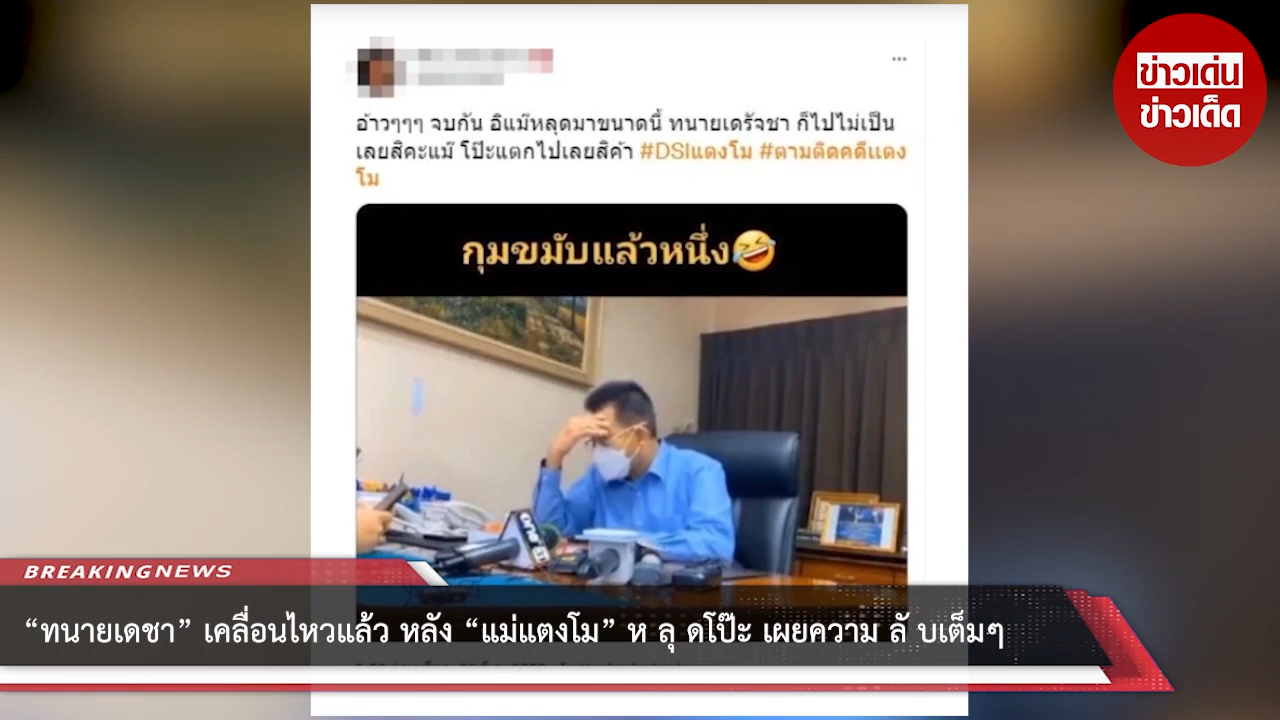 ข่าวเด่น
ข่าวเด็ด
อ้าวๆๆๆ จบกัน อิแม๊หลุดมาขนาดนี้ ทนายเดรัจชา ก็ไปไม่เป็น
เลยสิคะแม๊ โป๊ะแตกไปเลยสิค้า #DSIแตงโม #ตามติดคดีแตง
โม
กุมขมับแล้วหนึ่ง🤣
one
BREAKINGNEWS
“ทนายเดชา” เคลื่อนไหวแล้ว หลัง “แม่แตงโม” ห ลุ ดโป๊ะ เผยความ ลั บเต็มๆ